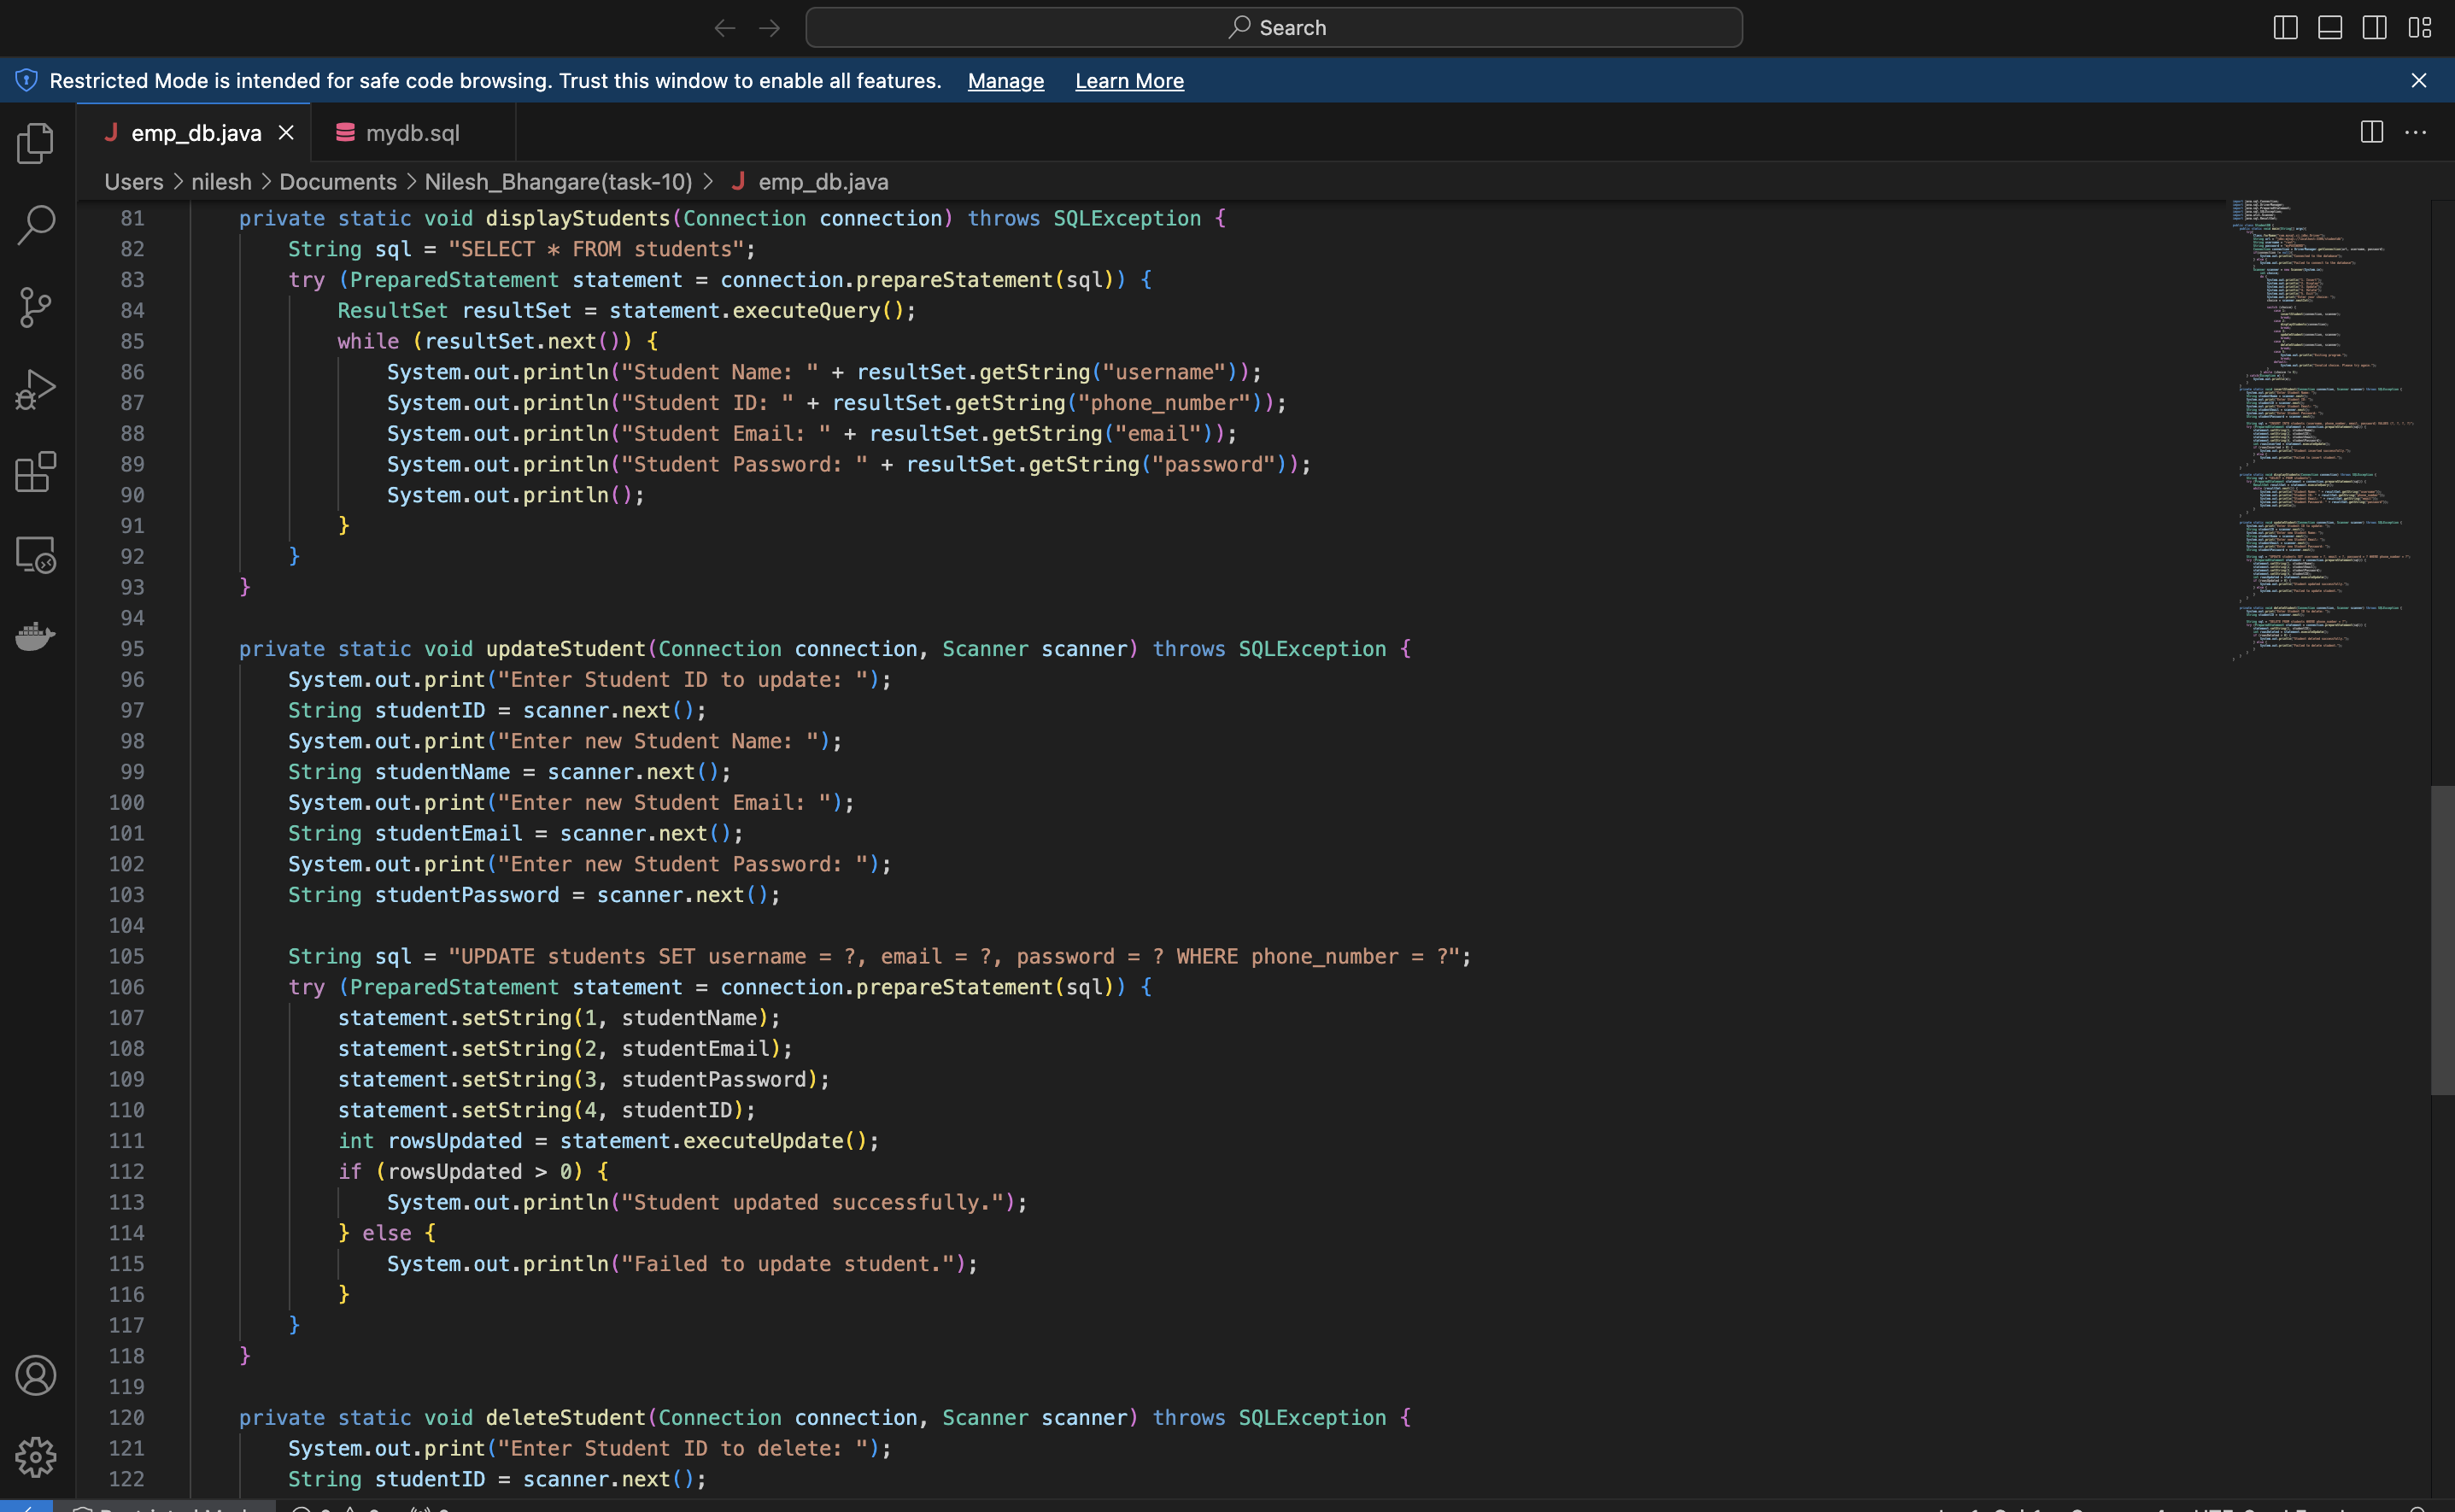 Search
Restricted Mode is intended for safe code browsing. Trust this window to enable all features. Manage Learn More
emp_db.java mydb.sql
Users > nilesh > Documents > Nilesh_Bhangare(task-10) > emp_db.java
81 private static void displayStudents(Connection connection) throws SQLException {
82 String sql = "SELECT * FROM students";
83 try (PreparedStatement statement = connection.prepareStatement(sql)) {
84 ResultSet resultSet = statement.executeQuery();
85 while (resultSet.next()) {
86 System.out.println("Student Name: " + resultSet.getString("username"));
87 System.out.println("Student ID: " + resultSet.getString("phone_number"));
88 System.out.println("Student Email: " + resultSet.getString("email"));
89 System.out.println("Student Password: " + resultSet.getString("password"));
90 System.out.println();
91 }
92 }
93 }
94
95 private static void updateStudent(Connection connection, Scanner scanner) throws SQLException {
96 System.out.print("Enter Student ID to update: ");
97 String studentID = scanner.next();
98 System.out.print("Enter new Student Name: ");
99 String studentName = scanner.next();
100 System.out.print("Enter new Student Email: ");
101 String studentEmail = scanner.next();
102 System.out.print("Enter new Student Password: ");
103 String studentPassword = scanner.next();
104
105 String sql = "UPDATE students SET username = ?, email = ?, password = ? WHERE phone_number = ?";
106 try (PreparedStatement statement = connection.prepareStatement(sql)) {
107 statement.setString(1, studentName);
108 statement.setString(2, studentEmail);
109 statement.setString(3, studentPassword);
110 statement.setString(4, studentID);
111 int rowsUpdated = statement.executeUpdate();
112 if (rowsUpdated > 0) {
113 System.out.println("Student updated successfully.");
114 } else {
115 System.out.println("Failed to update student.");
116 }
117 }
118 }
119
120 private static void deleteStudent(Connection connection, Scanner scanner) throws SQLException {
121 System.out.print("Enter Student ID to delete: ");
122 String studentID = scanner.next();